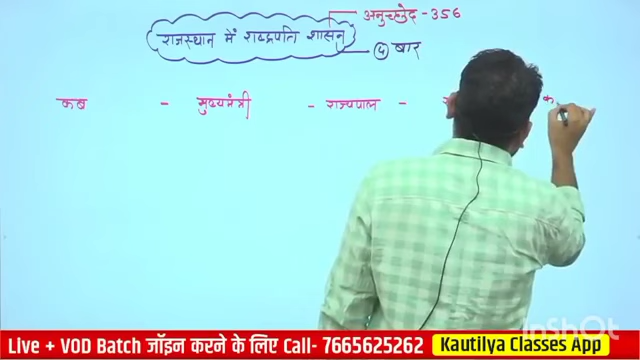 अनुच्छेद - 356
राजस्थान में राष्ट्रपति शासन
④ बार
कब - मुख्यमंत्री - राज्यपाल -
Live + VOD Batch जॉइन करने के लिए Call- 7665625262 Kautilya Classes App
InShOt